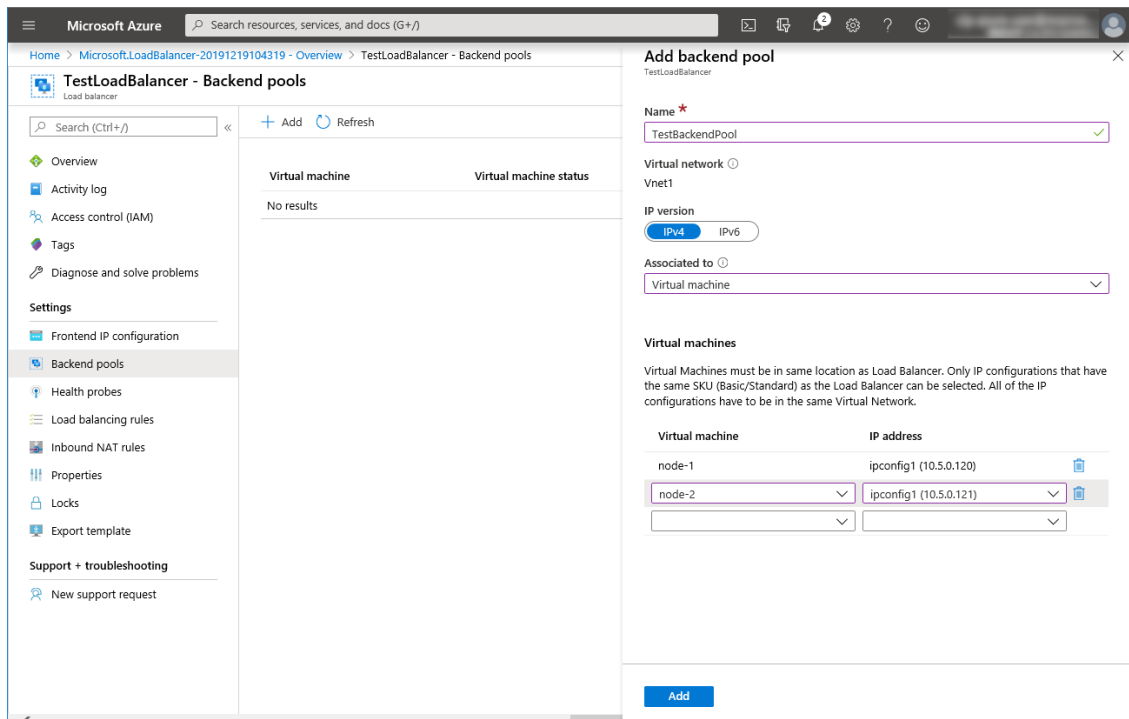 Microsoft Azure
Search resources, services, and docs (G+/)
2
Home > Microsoft.LoadBalancer-20191219104319 - Overview > TestLoadBalancer - Backend pools
TestLoadBalancer - Backend pools
Load balancer
Search (Ctrl+/)
«
Overview
Activity log
Access control (IAM)
Tags
Diagnose and solve problems
Settings
Frontend IP configuration
Backend pools
Health probes
Load balancing rules
Inbound NAT rules
Properties
Locks
Export template
Support + troubleshooting
New support request
+ Add Refresh
Virtual machine Virtual machine status
No results
Add backend pool
TestLoadBalancer
Name *
TestBackendPool
Virtual network
Vnet1
IP version
IPv4 IPv6
Associated to
Virtual machine
Virtual machines
Virtual Machines must be in same location as Load Balancer. Only IP configurations that have
the same SKU (Basic/Standard) as the Load Balancer can be selected. All of the IP
configurations have to be in the same Virtual Network.
Virtual machine IP address
node-1 ipconfig1 (10.5.0.120)
node-2 ipconfig1 (10.5.0.121)
Add